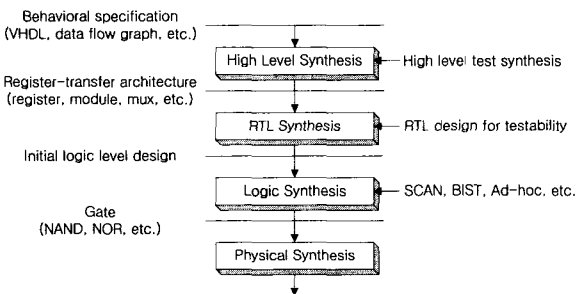 Behavioral specification
(VHDL, data flow graph, etc.)
High Level Synthesis
High level test synthesis
Register-transfer architecture
(register, module, mux, etc.)
RTL Synthesis
RTL design for testability
Initial logic level design
Logic Synthesis
SCAN, BIST, Ad-hoc, etc.
Gate
(NAND, NOR, etc.)
Physical Synthesis